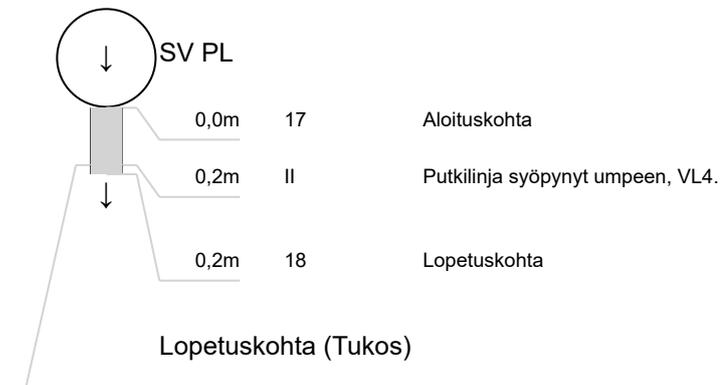 ↓ SV PL
0,0m 17 Aloituskohta
0,2m II Putkilinja syöpynyt umpeen, VL4.
↓
0,2m 18 Lopetuskohta
Lopetuskohta (Tukos)